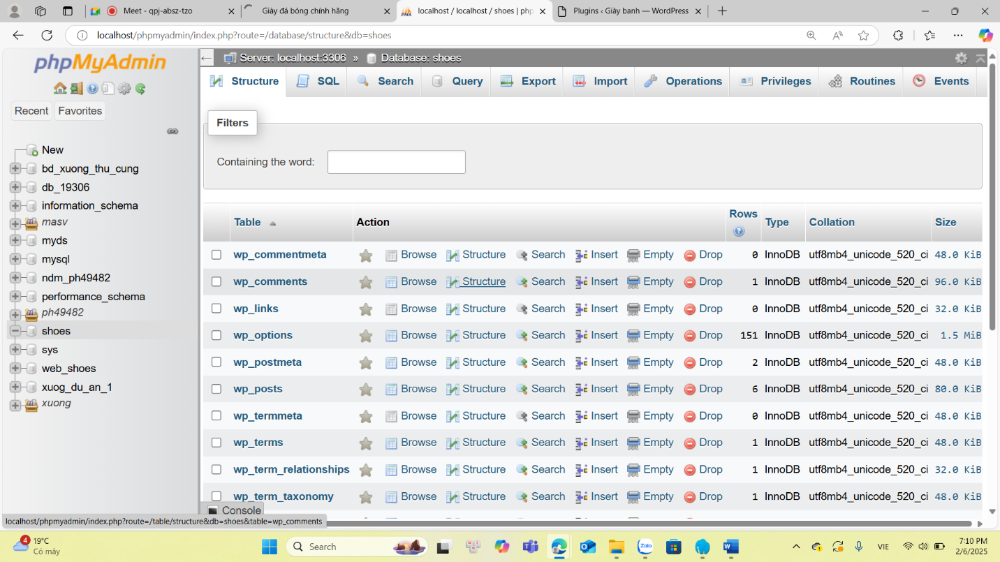 Meet - qpj-absz-tzo
Giày đá bóng chính hãng
localhost / localhost / shoes | php
Plugins ‹ Giày banh — WordPress
localhost/phpmyadmin/index.php?route=/database/structure&db=shoes
phpMyAdmin
Recent Favorites
New
bd_xuong_thu_cung
db_19306
information_schema
masv
myds
mysql
ndm_ph49482
performance_schema
ph49482
shoes
sys
web_shoes
xuog_du_an_1
xuong
Server: localhost:3306 » Database: shoes
Structure SQL Search Query Export Import Operations Privileges Routines Events
Filters
Containing the word:
Table Action Rows Type Collation Size
wp_commentmeta Browse Structure Search Insert Empty Drop 0 InnoDB utf8mb4_unicode_520_ci 48.0 KiB
wp_comments Browse Structure Search Insert Empty Drop 1 InnoDB utf8mb4_unicode_520_ci 96.0 KiB
wp_links Browse Structure Search Insert Empty Drop 0 InnoDB utf8mb4_unicode_520_ci 32.0 KiB
wp_options Browse Structure Search Insert Empty Drop 151 InnoDB utf8mb4_unicode_520_ci 1.5 MiB
wp_postmeta Browse Structure Search Insert Empty Drop 2 InnoDB utf8mb4_unicode_520_ci 48.0 KiB
wp_posts Browse Structure Search Insert Empty Drop 6 InnoDB utf8mb4_unicode_520_ci 80.0 KiB
wp_termmeta Browse Structure Search Insert Empty Drop 0 InnoDB utf8mb4_unicode_520_ci 48.0 KiB
wp_terms Browse Structure Search Insert Empty Drop 1 InnoDB utf8mb4_unicode_520_ci 48.0 KiB
wp_term_relationships Browse Structure Search Insert Empty Drop 1 InnoDB utf8mb4_unicode_520_ci 32.0 KiB
wp_term_taxonomy Browse Structure Search Insert Empty Drop 1 InnoDB utf8mb4_unicode_520_ci 48.0 KiB
Console
localhost/phpmyadmin/index.php?route=/table/structure&db=shoes&table=wp_comments
4
19°C
Có mây
Search
Zalo
VIE
7:10 PM
2/6/2025